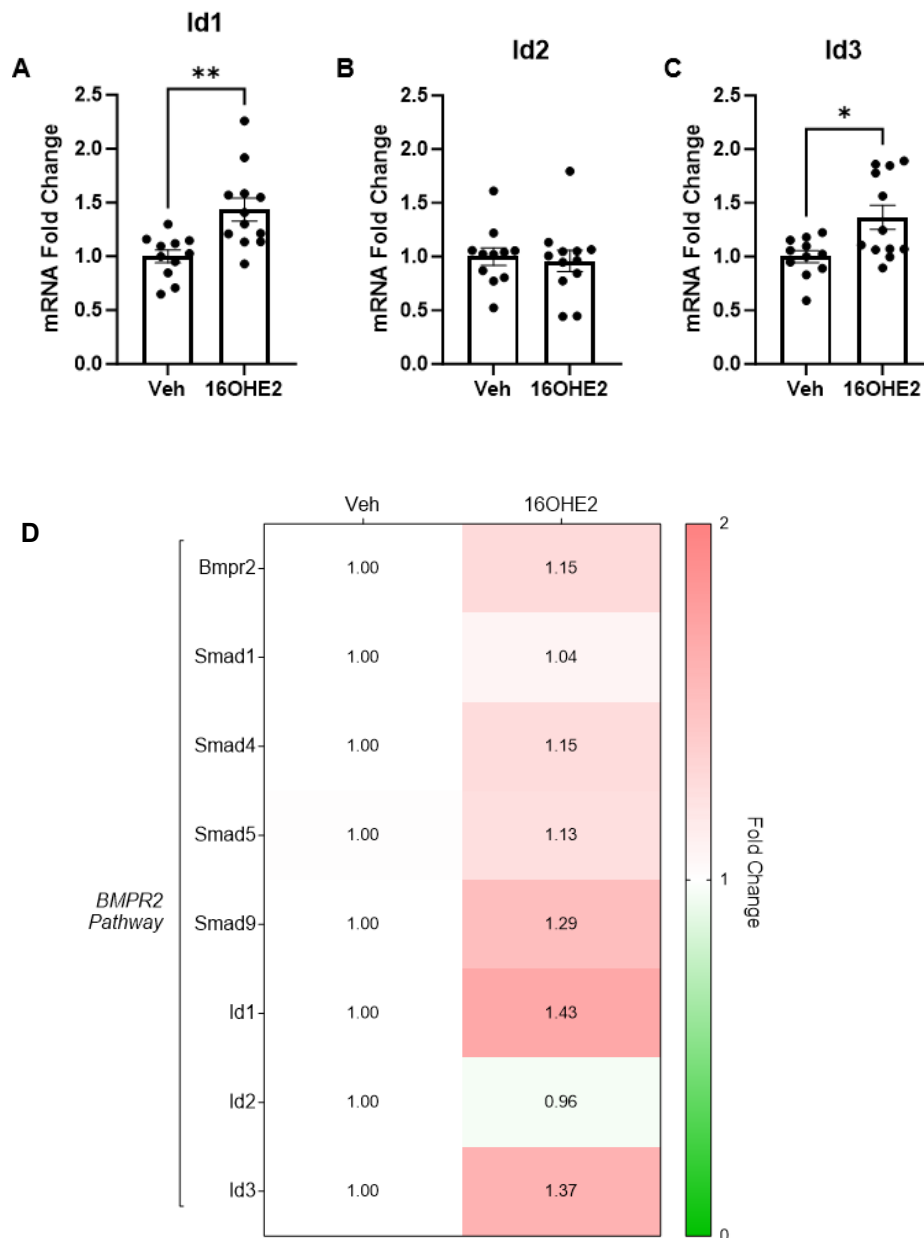 Id1
Id2
Id3
A
B
C
**
*
mRNA Fold Change
2.5
2.0
1.5
1.0
0.5
0.0
Veh
16OHE2
mRNA Fold Change
2.5
2.0
1.5
1.0
0.5
0.0
Veh
16OHE2
mRNA Fold Change
2.5
2.0
1.5
1.0
0.5
0.0
Veh
16OHE2
D
Veh
16OHE2
Bmpr2
1.00
1.15
Smad1
1.00
1.04
Smad4
1.00
1.15
Smad5
1.00
1.13
BMPR2
Pathway
Smad9
1.00
1.29
Id1
1.00
1.43
Id2
1.00
0.96
Id3
1.00
1.37
2
1
0
Fold Change